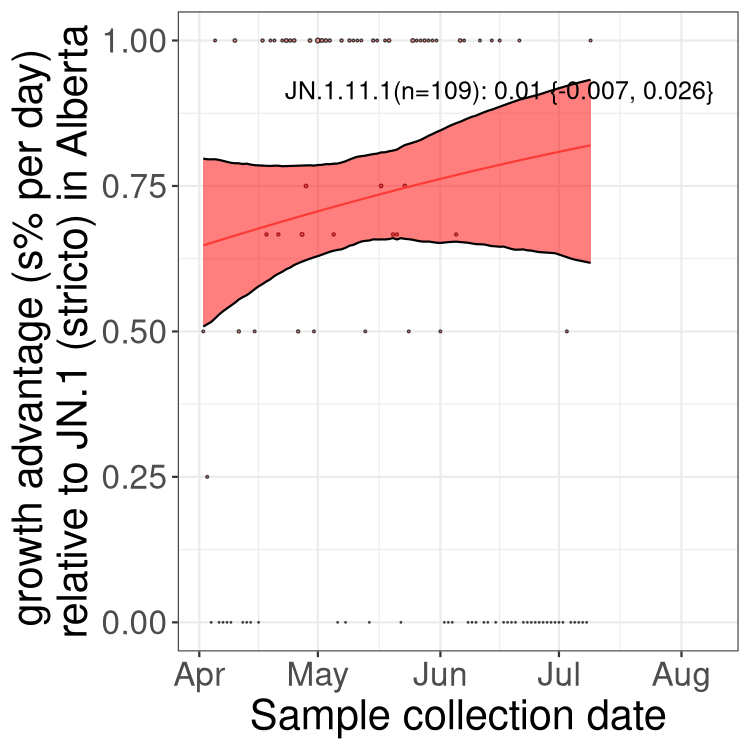 growth advantage (s% per day)
relative to JN.1 (stricto) in Alberta
1.00
0.75
0.50
0.25
0.00
JN.1.11.1(n=109): 0.01 {-0.007, 0.026}
Apr May Jun Jul Aug
Sample collection date